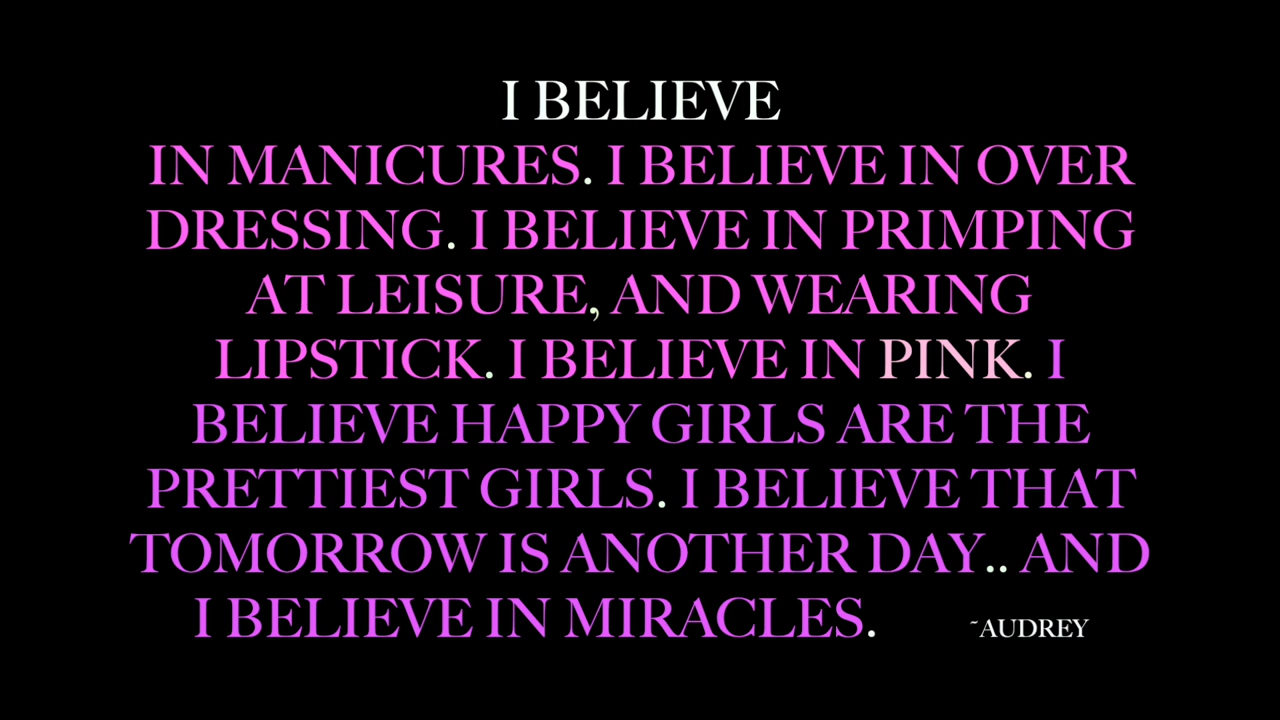 I BELIEVE
IN MANICURES. I BELIEVE IN OVER
DRESSING. I BELIEVE IN PRIMPING
AT LEISURE, AND WEARING
LIPSTICK. I BELIEVE IN PINK. I
BELIEVE HAPPY GIRLS ARE THE
PRETTIEST GIRLS. I BELIEVE THAT
TOMORROW IS ANOTHER DAY.. AND
I BELIEVE IN MIRACLES. ~AUDREY